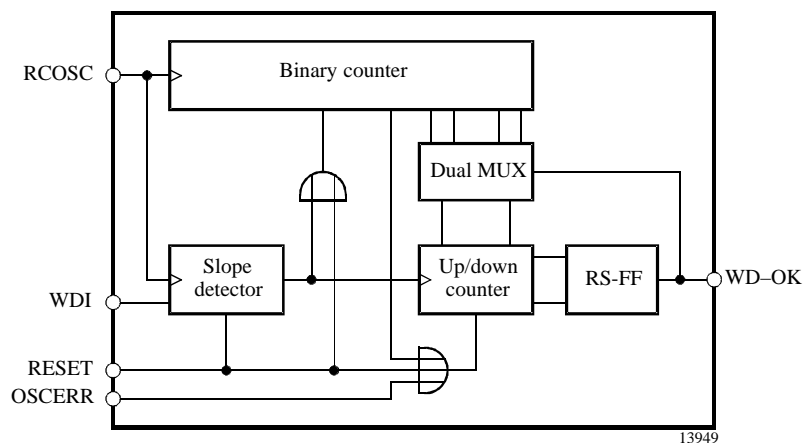 RCOSC
Binary counter
Dual MUX
Slope
detector
Up/down
counter
RS-FF
WD–OK
WDI
RESET
OSCERR
13949